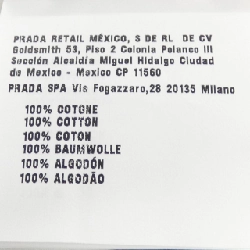 PRADA RETAIL MÉXICO, S DE RL DE CV
Goldsmith 53, Piso 2 Colonia Polanco III
Sección Alcaldía Miguel Hidalgo Ciudad
de Mexico - Mexico CP 11560
PRADA SPA Via Fogazzaro,28 20135 Milano
100% COTONE
100% COTTON
100% COTON
100% BAUMWOLLE
100% ALGODÓN
100% ALGODÃO